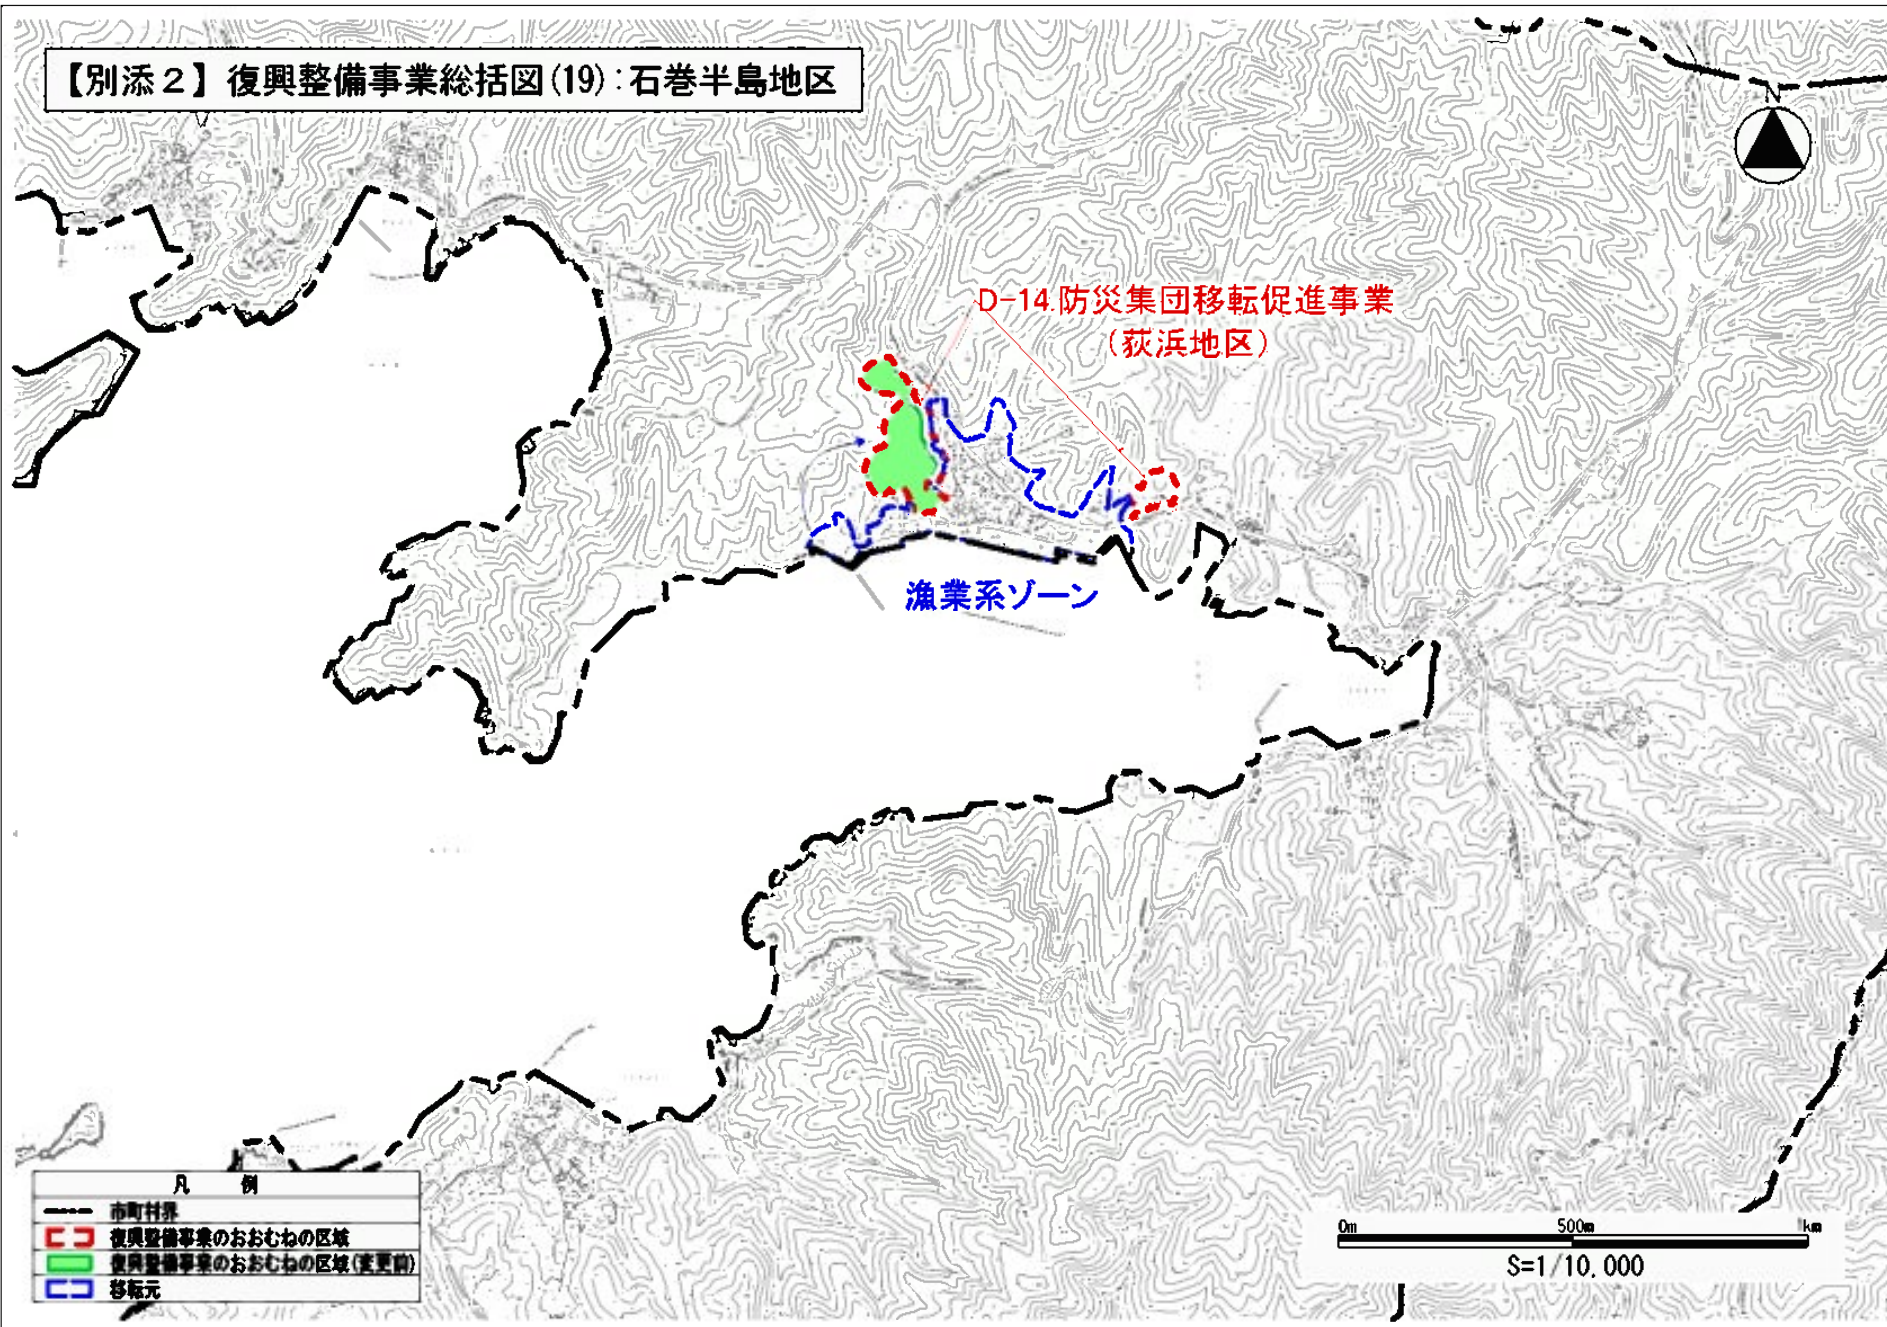 【別添２】復興整備事業総括図(19):石巻半島地区
N
D-14.防災集団移転促進事業
(荻浜地区)
漁業系ゾーン
凡 例
市町村界
復興整備事業のおおむねの区域
復興整備事業のおおむねの区域(変更前)
移転元
0m 500m 1km
S=1/10,000